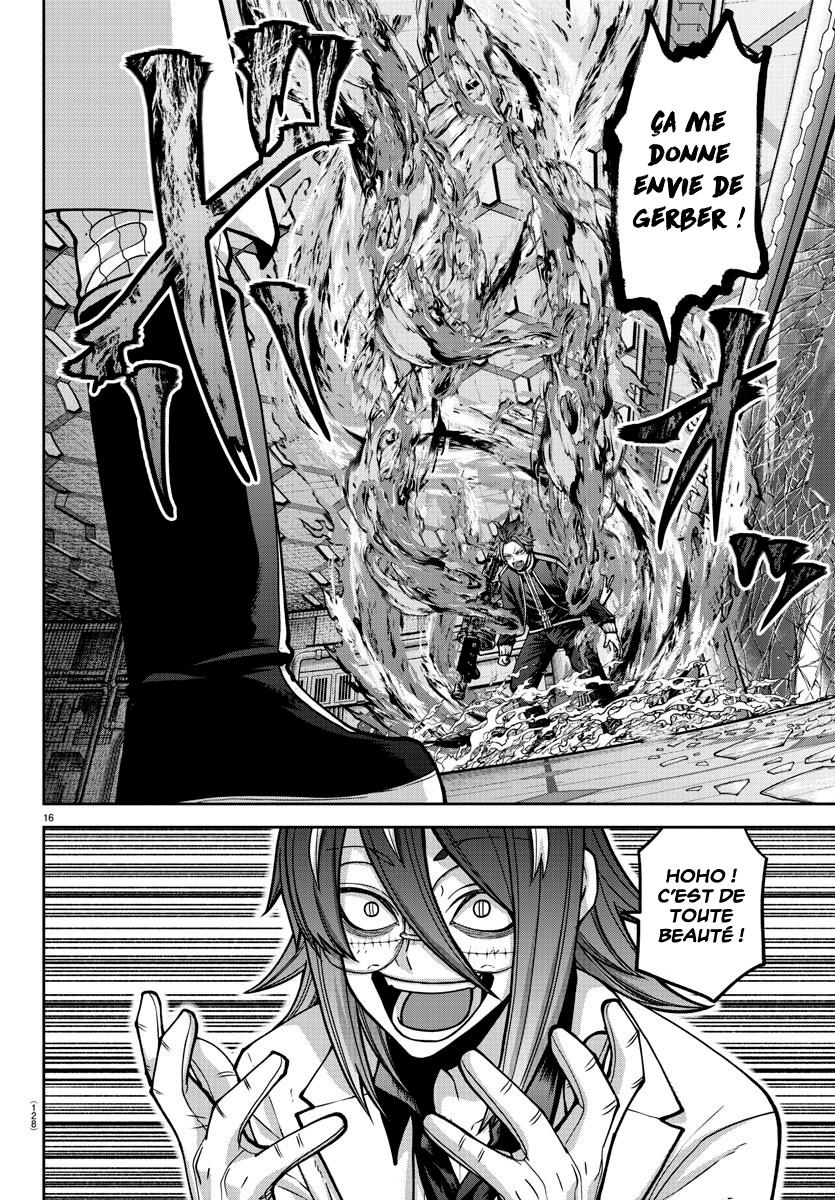 ÇA ME
DONNE
ENVIE DE
GERBER !
16
HOHO !
C'EST DE
TOUTE
BEAUTÉ !
(128)